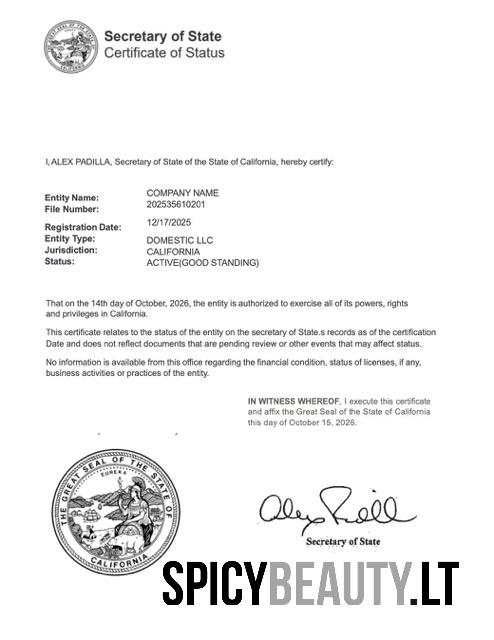 Secretary of State
Certificate of Status
I, ALEX PADILLA, Secretary of State of the State of California, hereby certify:
Entity Name: COMPANY NAME
File Number: 202535610201
Registration Date: 12/17/2025
Entity Type: DOMESTIC LLC
Jurisdiction: CALIFORNIA
Status: ACTIVE(GOOD STANDING)
That on the 14th day of October, 2026, the entity is authorized to exercise all of its powers, rights
and privileges in California.
This certificate relates to the status of the entity on the secretary of State.s records as of the certification
Date and does not reflect documents that are pending review or other events that may affect status.
No information is available from this office regarding the financial condition, status of licenses, if any,
business activities or practices of the entity.
IN WITNESS WHEREOF, I execute this certificate
and affix the Great Seal of the State of California
this day of October 15, 2026.
THE GREAT SEAL OF THE STATE OF CALIFORNIA
EUREKA
Secretary of State
SPICYBEAUTY.LT